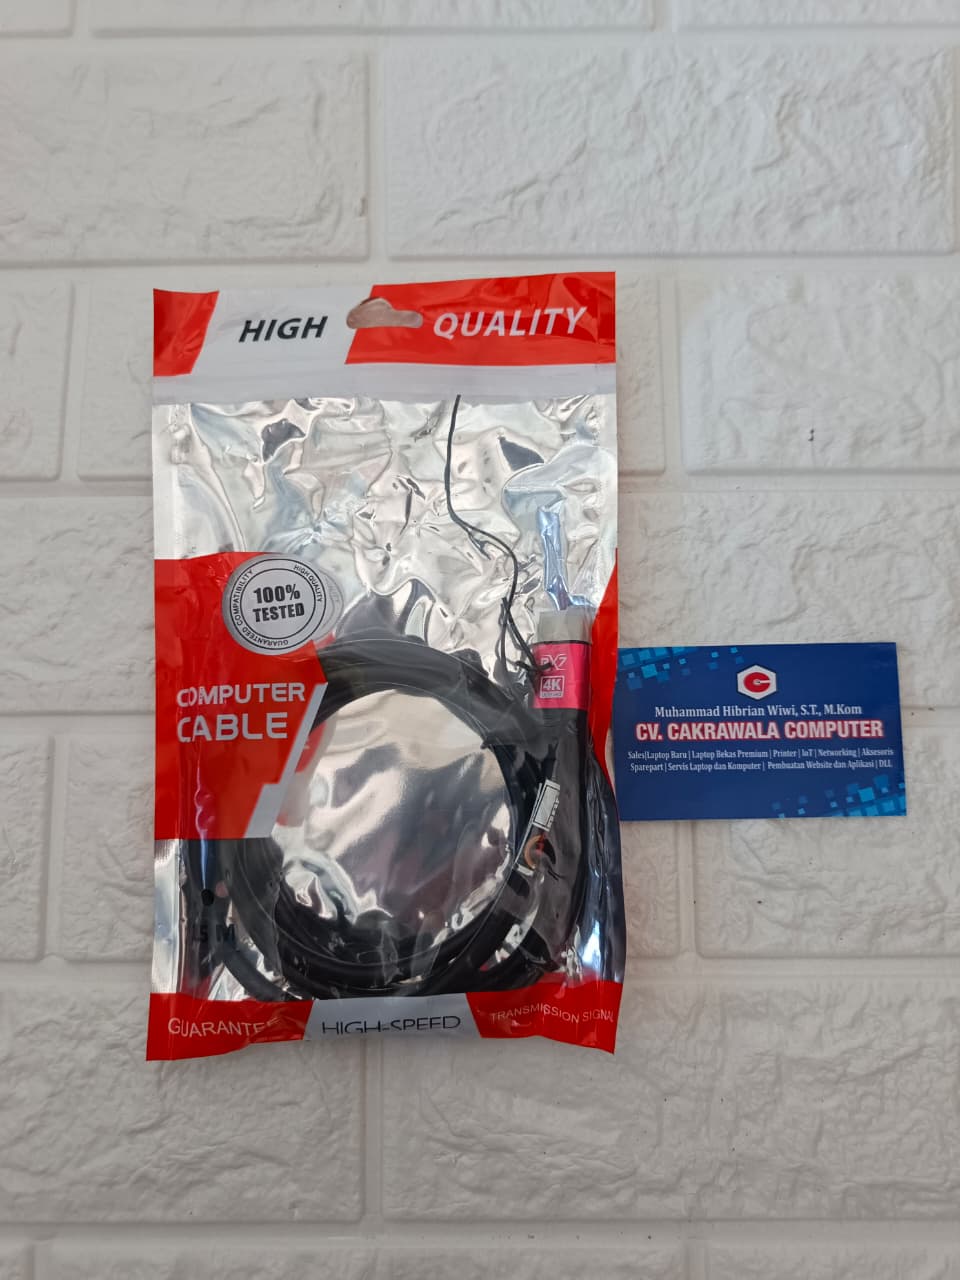 HIGH QUALITY
GUARANTEED COMPATIBILITY
HIGH QUALITY
100%
TESTED
COMPUTER
CABLE
4K
Muhammad Hibrian Wiwi, S.T., M.Kom
CV. CAKRAWALA COMPUTER
Sales|Laptop Baru | Laptop Bekas Premium | Printer | IoT | Networking | Aksesoris
Sparepart | Servis Laptop dan Komputer | Pembuatan Website dan Aplikasi | DLL
GUARANTEE HIGH-SPEED TRANSMISSION SIGNAL